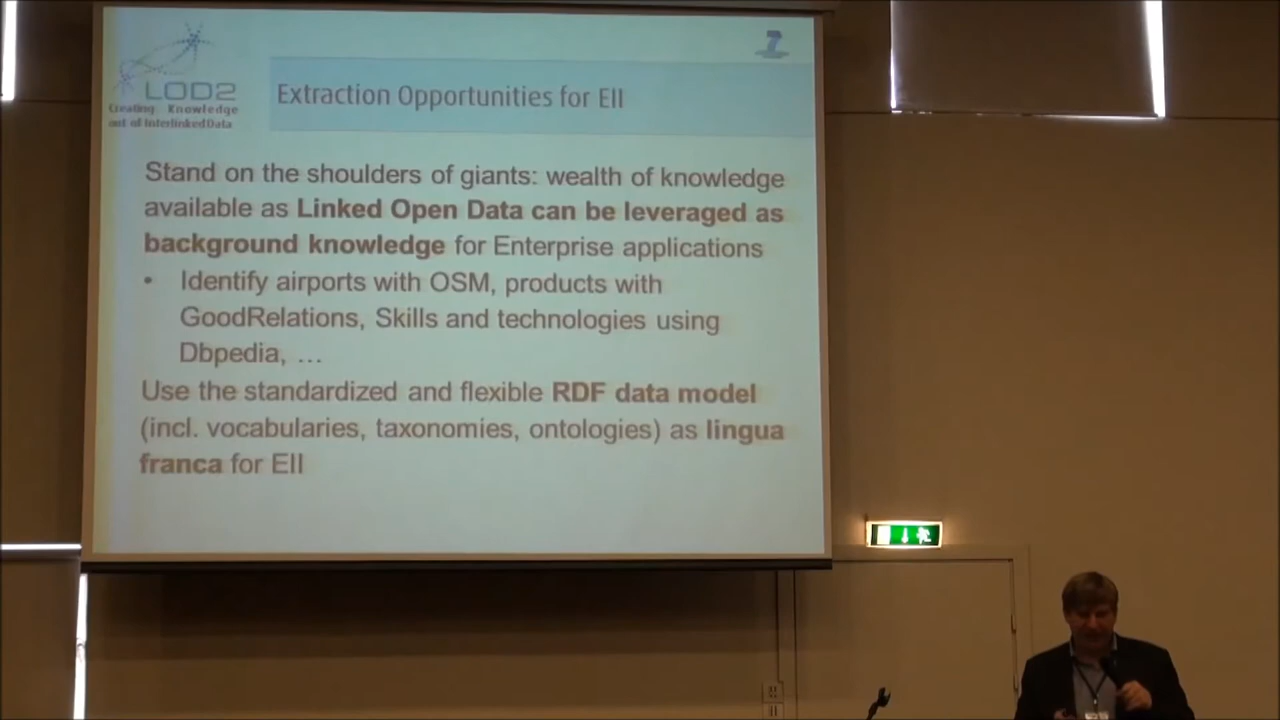 LOD2
Creating Knowledge
out of Interlinked Data
Extraction Opportunities for EII
Stand on the shoulders of giants: wealth of knowledge
available as Linked Open Data can be leveraged as
background knowledge for Enterprise applications
• Identify airports with OSM, products with
GoodRelations, Skills and technologies using
Dbpedia, …
Use the standardized and flexible RDF data model
(incl. vocabularies, taxonomies, ontologies) as lingua
franca for EII